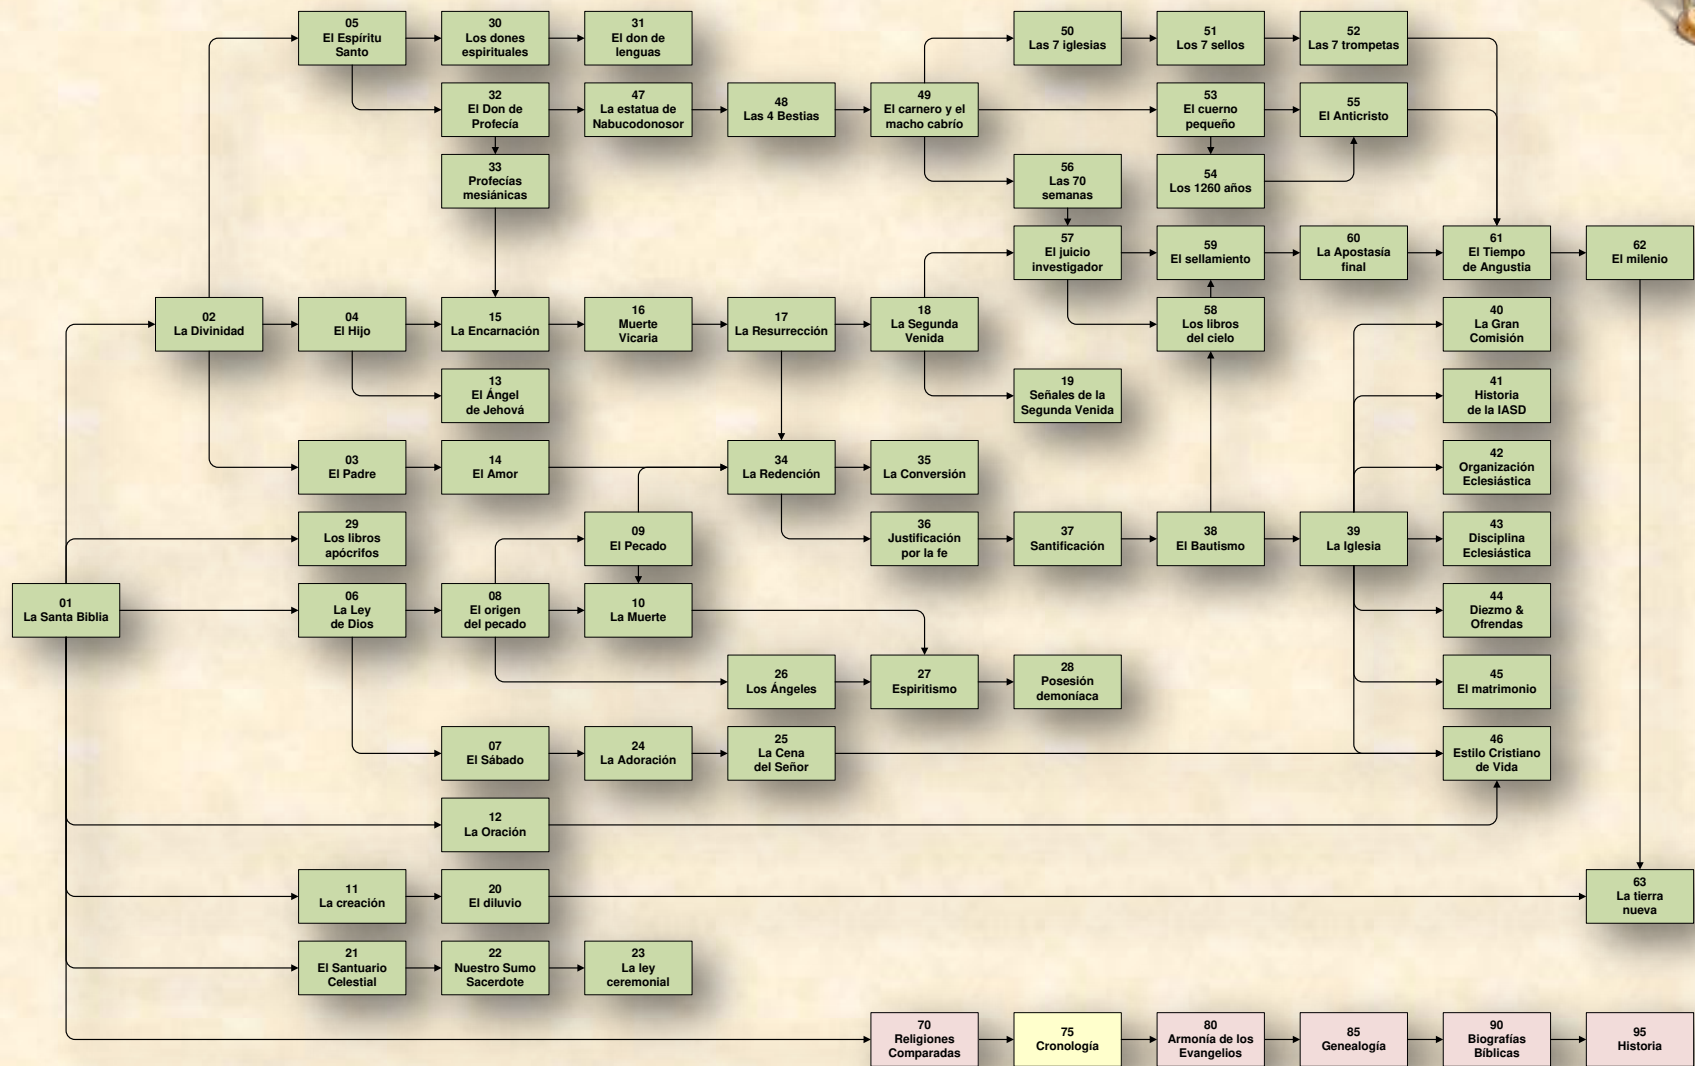 05
El Espíritu
Santo
30
Los dones
espirituales
31
El don de
lenguas
50
Las 7 iglesias
51
Los 7 sellos
52
Las 7 trompetas
32
El Don de
Profecía
47
La estatua de
Nabucodonosor
48
Las 4 Bestias
49
El carnero y el
macho cabrío
53
El cuerno
pequeño
55
El Anticristo
33
Profecías
mesiánicas
56
Las 70
semanas
54
Los 1260 años
57
El juicio
investigador
59
El sellamiento
60
La Apostasía
final
61
El Tiempo
de Angustia
62
El milenio
02
La Divinidad
04
El Hijo
15
La Encarnación
16
Muerte
Vicaria
17
La Resurrección
18
La Segunda
Venida
58
Los libros
del cielo
40
La Gran
Comisión
13
El Ángel
de Jehová
19
Señales de la
Segunda Venida
41
Historia
de la IASD
03
El Padre
14
El Amor
34
La Redención
35
La Conversión
42
Organización
Eclesiástica
29
Los libros
apócrifos
09
El Pecado
36
Justificación
por la fe
37
Santificación
38
El Bautismo
39
La Iglesia
43
Disciplina
Eclesiástica
01
La Santa Biblia
06
La Ley
de Dios
08
El origen
del pecado
10
La Muerte
44
Diezmo &
Ofrendas
26
Los Ángeles
27
Espiritismo
28
Posesión
demoníaca
45
El matrimonio
07
El Sábado
24
La Adoración
25
La Cena
del Señor
46
Estilo Cristiano
de Vida
12
La Oración
11
La creación
20
El diluvio
63
La tierra
nueva
21
El Santuario
Celestial
22
Nuestro Sumo
Sacerdote
23
La ley
ceremonial
70
Religiones
Comparadas
75
Cronología
80
Armonía de los
Evangelios
85
Genealogía
90
Biografías
Bíblicas
95
Historia